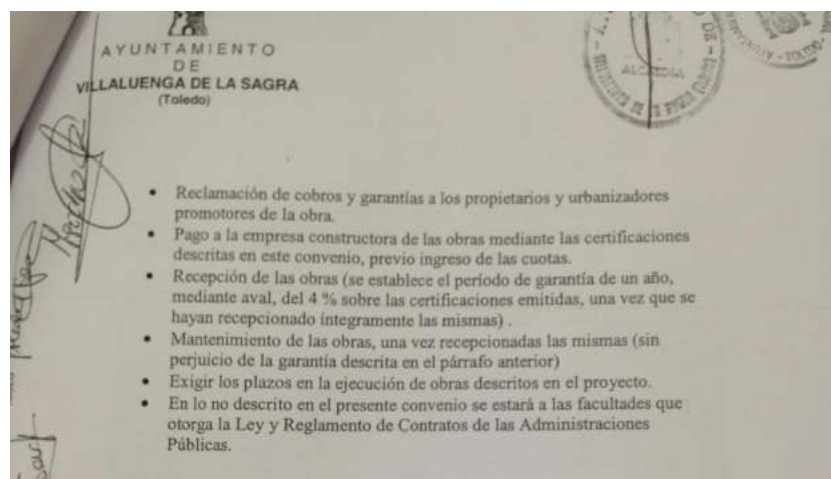 AYUNTAMIENTO
DE
VILLALUENGA DE LA SAGRA
(Toledo)
ALCALDIA
• Reclamación de cobros y garantías a los propietarios y urbanizadores
promotores de la obra.
• Pago a la empresa constructora de las obras mediante las certificaciones
descritas en este convenio, previo ingreso de las cuotas.
• Recepción de las obras (se establece el período de garantía de un año,
mediante aval, del 4 % sobre las certificaciones emitidas, una vez que se
hayan recepcionado íntegramente las mismas) .
• Mantenimiento de las obras, una vez recepcionadas las mismas (sin
perjuicio de la garantía descrita en el párrafo anterior)
• Exigir los plazos en la ejecución de obras descritos en el proyecto.
• En lo no descrito en el presente convenio se estará a las facultades que
otorga la Ley y Reglamento de Contratos de las Administraciones
Públicas.